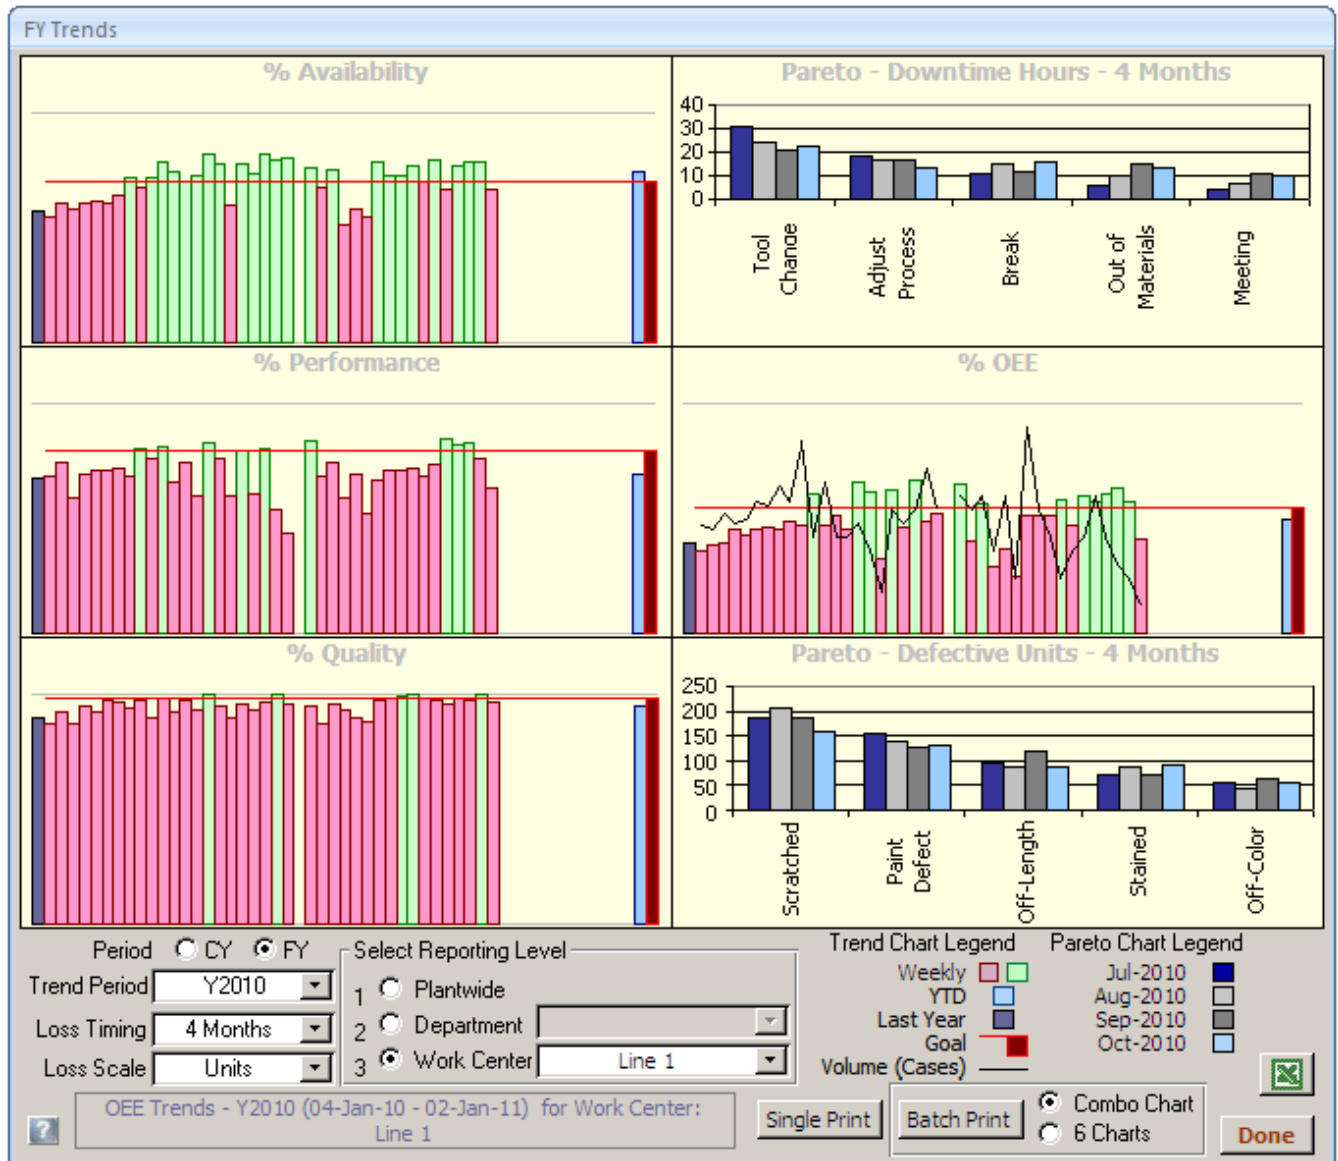 FY Trends
% Availability
Pareto - Downtime Hours - 4 Months
40
30
20
10
0
Tool
Change
Adjust
Process
Break
Out of
Materials
Meeting
% Performance
% OEE
% Quality
Pareto - Defective Units - 4 Months
250
200
150
100
50
0
Scratched
Paint
Defect
Off-Length
Stained
Off-Color
Period CY FY
Trend Period Y2010
Loss Timing 4 Months
Loss Scale Units
Select Reporting Level
1 Plantwide
2 Department
3 Work Center Line 1
Trend Chart Legend
Weekly
YTD
Last Year
Goal
Volume (Cases)
Pareto Chart Legend
Jul-2010
Aug-2010
Sep-2010
Oct-2010
OEE Trends - Y2010 (04-Jan-10 - 02-Jan-11) for Work Center:
Line 1
?
Single Print
Batch Print
Combo Chart
6 Charts
X
Done